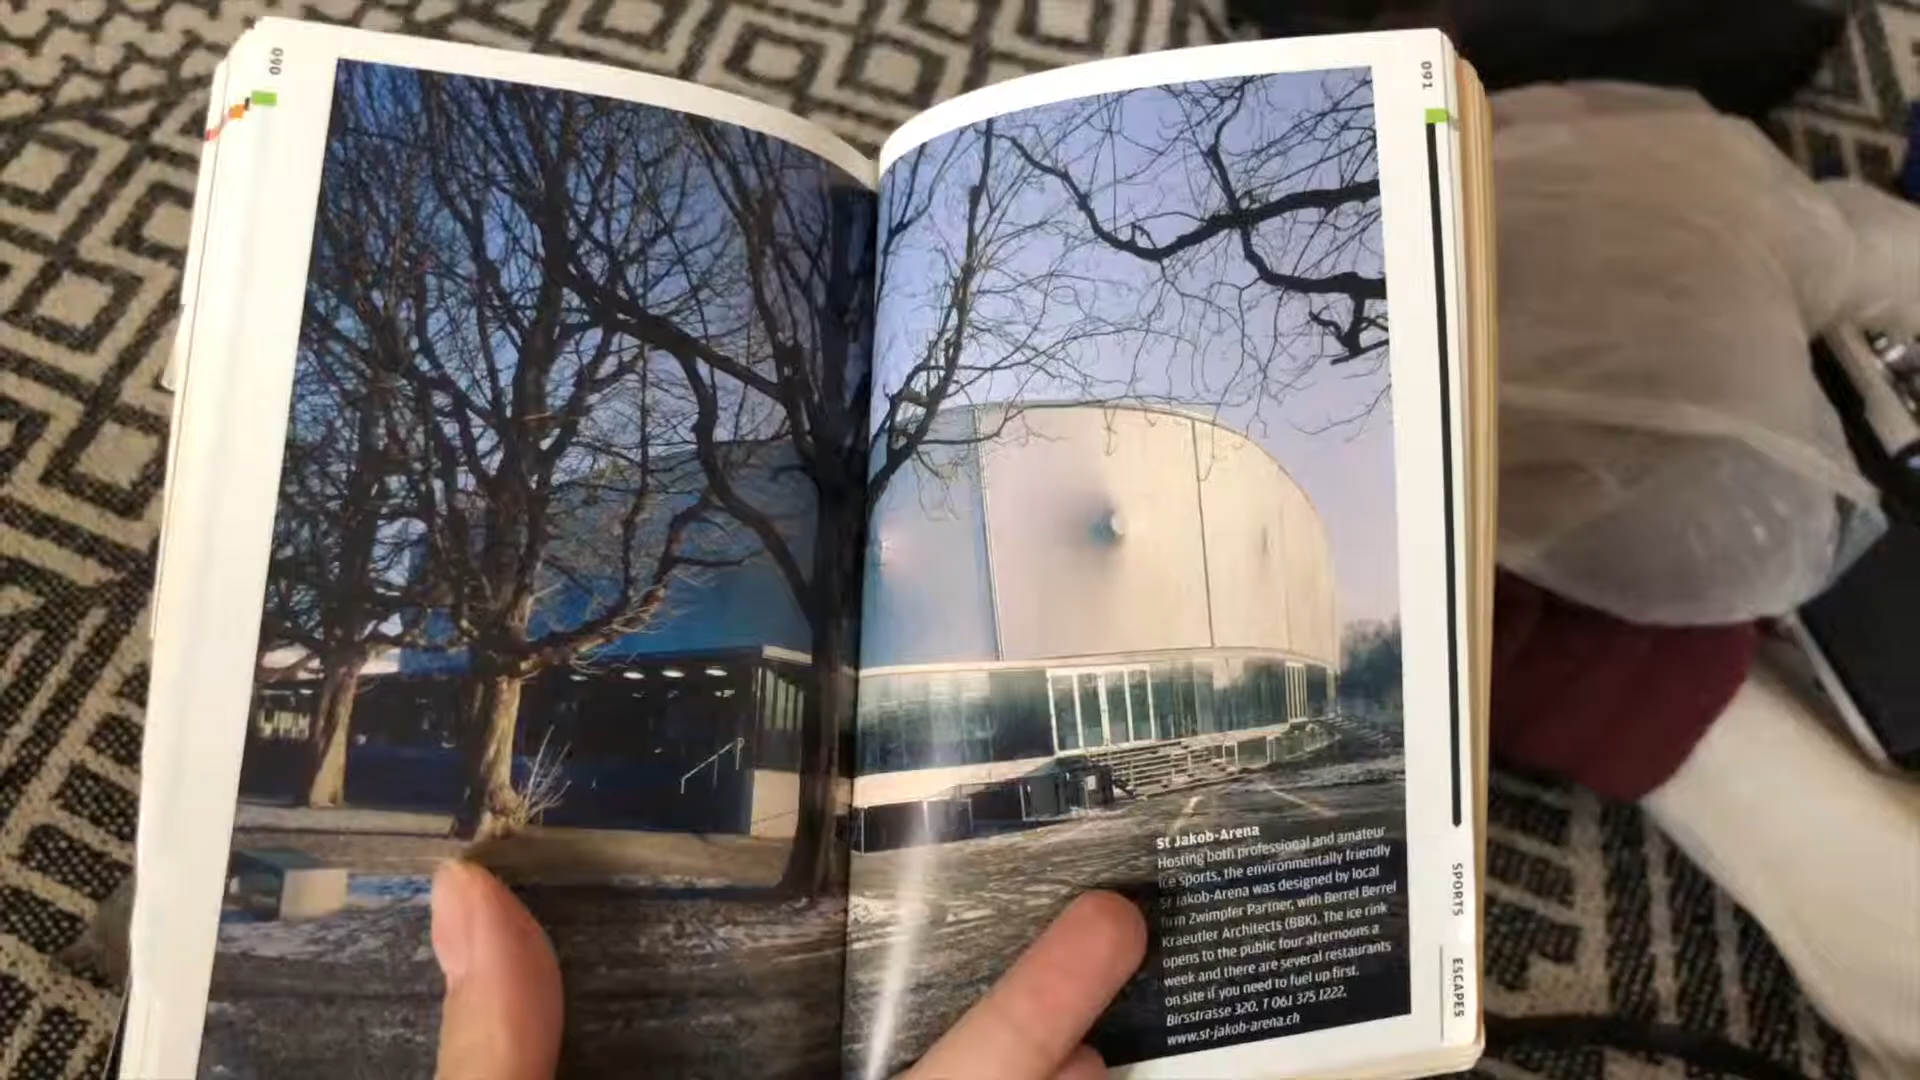 090
091
St Jakob-Arena
Hosting both professional and amateur
ice sports, the environmentally friendly
St Jakob-Arena was designed by local
firm Zwimpfer Partner, with Berrel Berrel
Kraeutler Architects (BBK). The ice rink
opens to the public four afternoons a
week and there are several restaurants
on site if you need to fuel up first.
Birsstrasse 320, T 061 375 1222,
www.st-jakob-arena.ch
SPORTS
ESCAPES